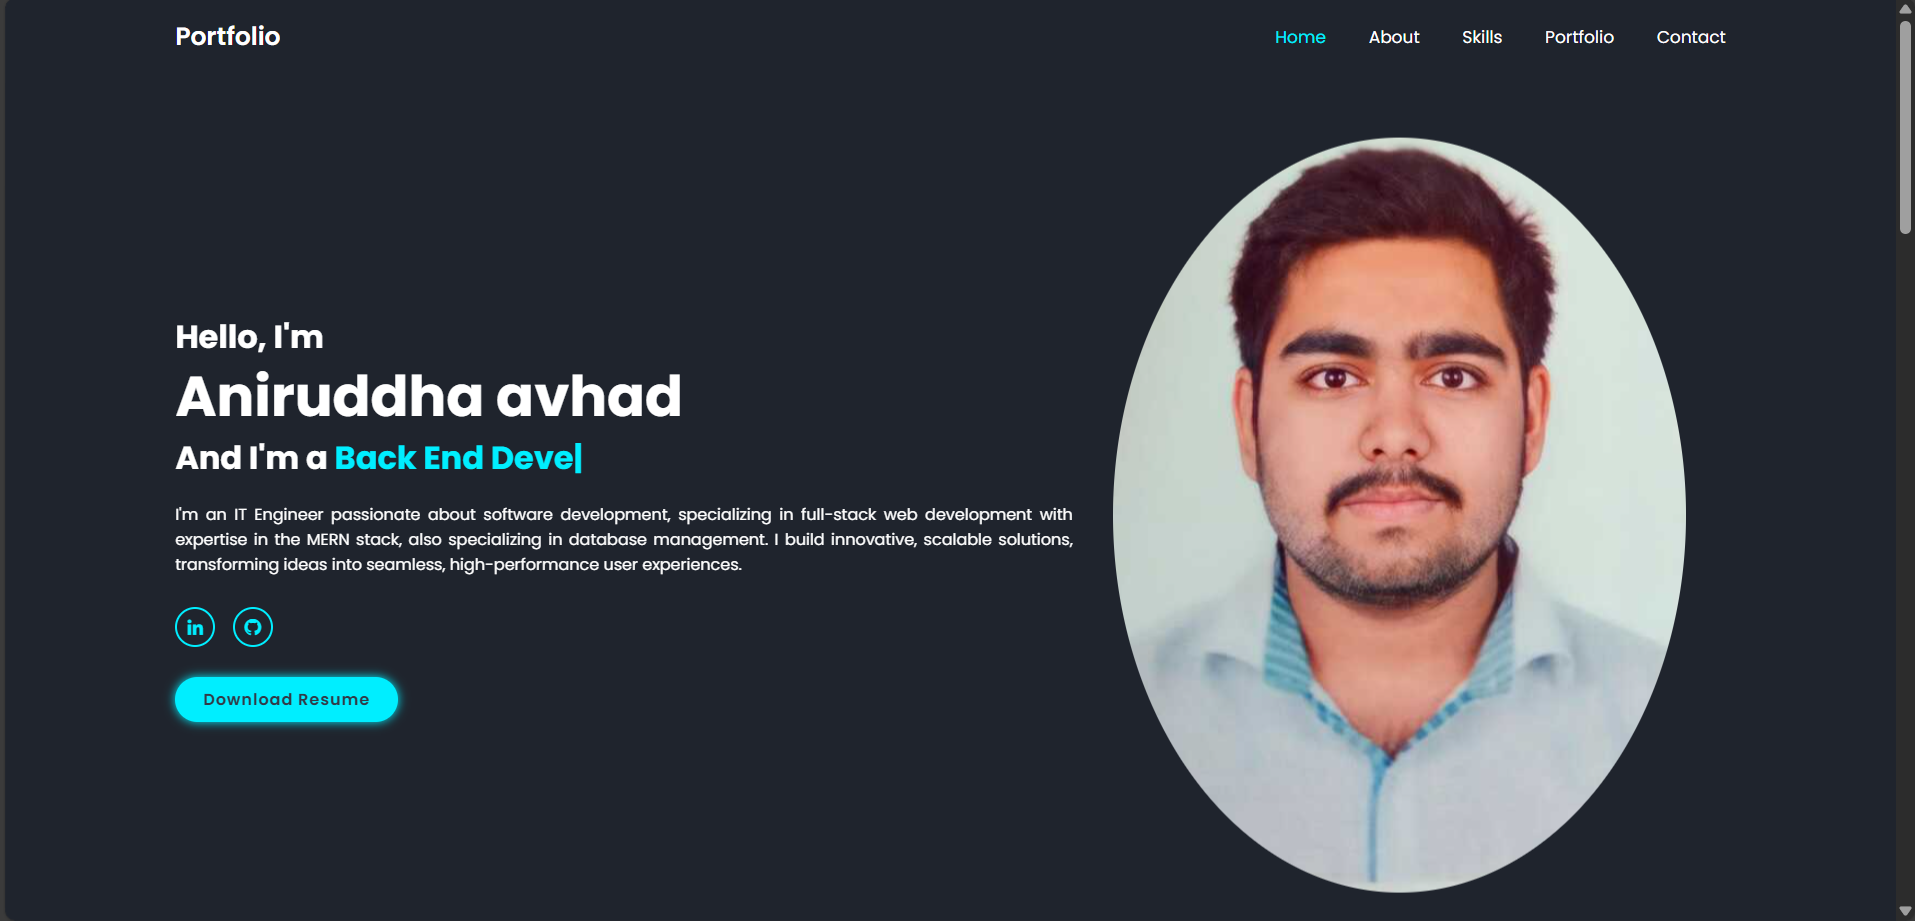 Portfolio
Home About Skills Portfolio Contact
Hello, I'm
Aniruddha avhad
And I'm a Back End Deve|
I'm an IT Engineer passionate about software development, specializing in full-stack web development with
expertise in the MERN stack, also specializing in database management. I build innovative, scalable solutions,
transforming ideas into seamless, high-performance user experiences.
in
Download Resume